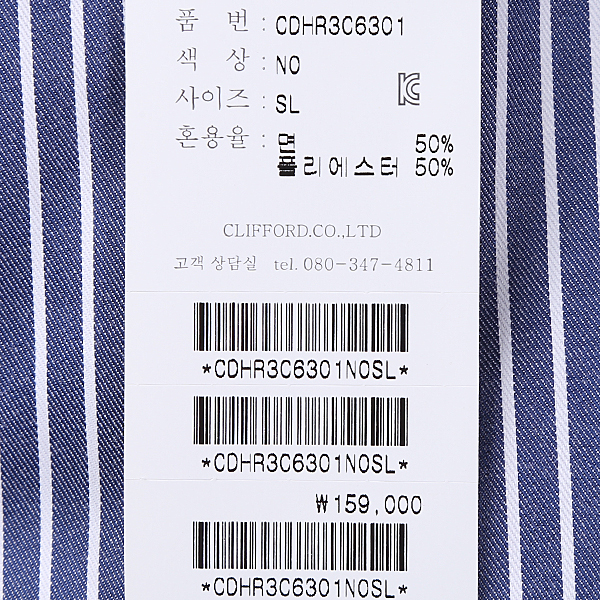 품 번 : CDHR3C6301
색 상 : NO
사이즈 : SL
혼용율 : 면 50%
폴리에스터 50%
CLIFFORD.CO.,LTD
고객 상담실 tel. 080-347-4811
*CDHR3C6301NOSL*
*CDHR3C6301NOSL*
₩159,000
*CDHR3C6301NOSL*